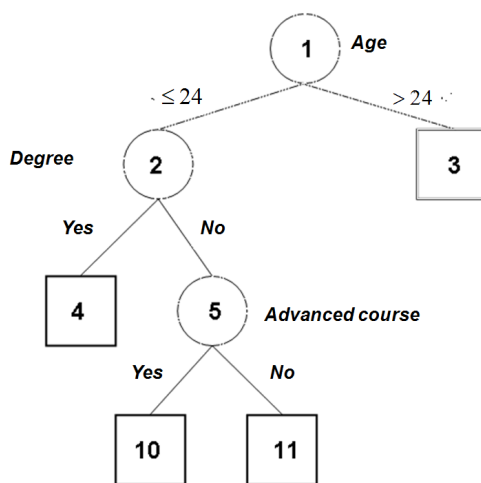 1
Age
≤ 24
> 24
Degree
2
3
Yes
No
4
5
Advanced course
Yes
No
10
11